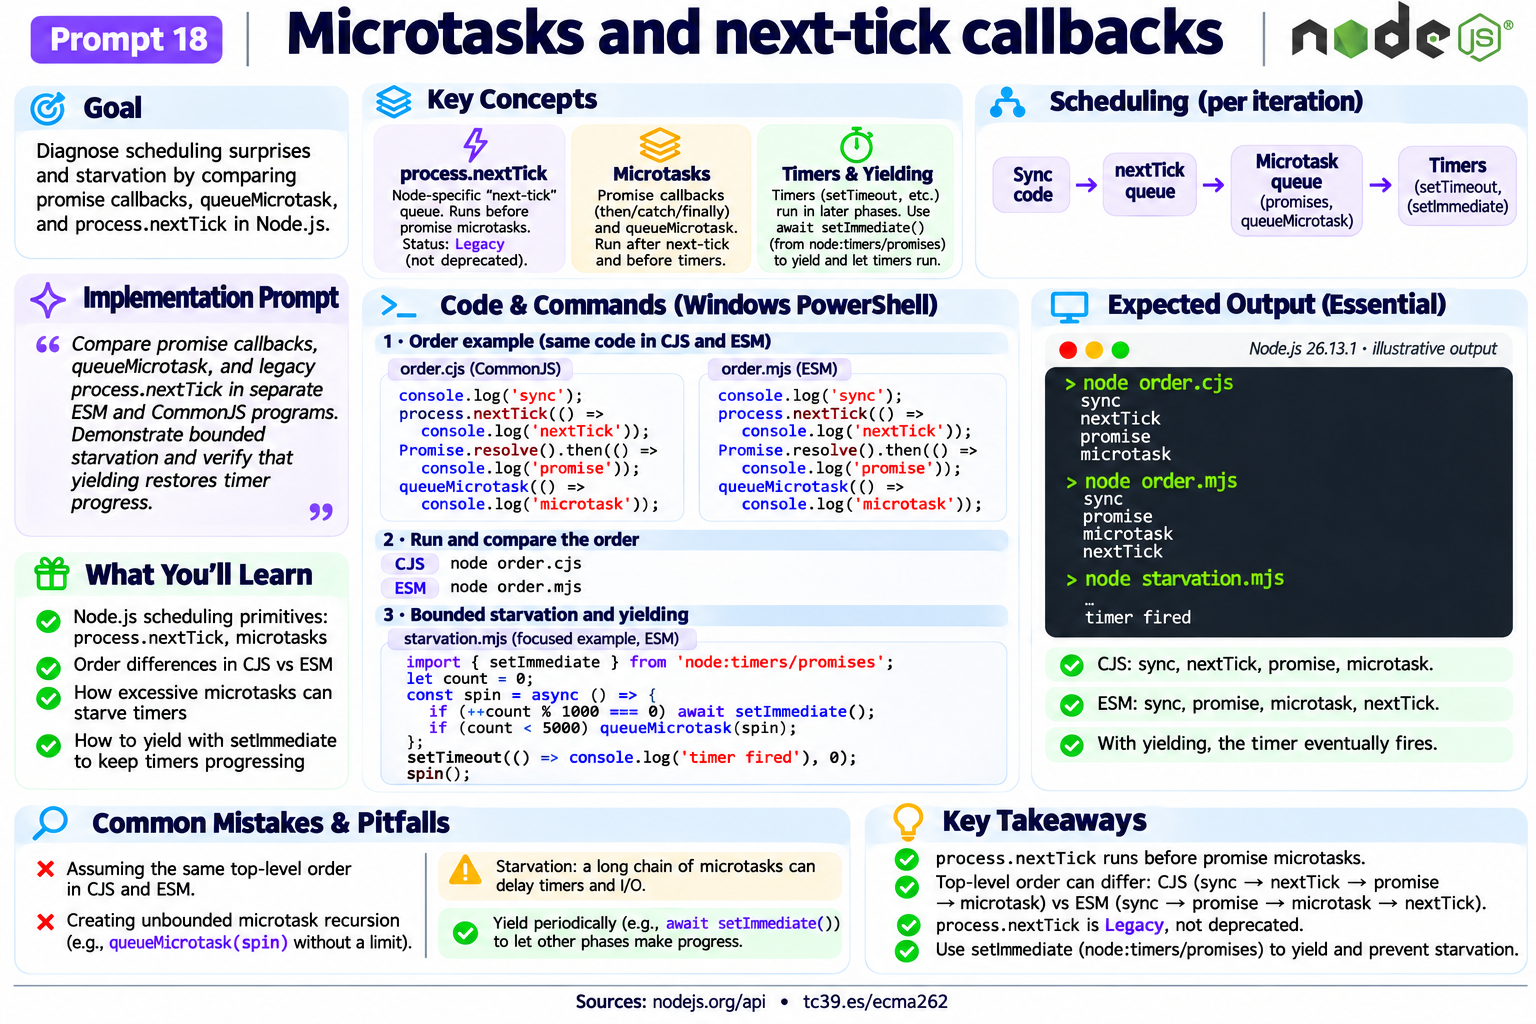 Prompt 18
Microtasks and next-tick callbacks
node
JS®
Goal
Diagnose scheduling surprises
and starvation by comparing
promise callbacks, queueMicrotask,
and process.nextTick in Node.js.
Key Concepts
process.nextTick
Node-specific “next-tick”
queue. Runs before
promise microtasks.
Status: Legacy
(not deprecated).
Microtasks
Promise callbacks
(then/catch/finally)
and queueMicrotask.
Run after next-tick
and before timers.
Timers & Yielding
Timers (setTimeout, etc.)
run in later phases. Use
await setImmediate()
(from node:timers/promises)
to yield and let timers run.
Scheduling (per iteration)
Sync
code
→
nextTick
queue
→
Microtask
queue
(promises,
queueMicrotask)
→
Timers
(setTimeout,
(setImmediate)
Implementation Prompt
“ Compare promise callbacks,
queueMicrotask, and legacy
process.nextTick in separate
ESM and CommonJS programs.
Demonstrate bounded
starvation and verify that
yielding restores timer
progress. ”
What You’ll Learn
Node.js scheduling primitives:
process.nextTick, microtasks
Order differences in CJS vs ESM
How excessive microtasks can
starve timers
How to yield with setImmediate
to keep timers progressing
>_ Code & Commands (Windows PowerShell)
1 · Order example (same code in CJS and ESM)
order.cjs (CommonJS)
console.log('sync');
process.nextTick(() =>
console.log('nextTick'));
Promise.resolve().then(() =>
console.log('promise'));
queueMicrotask(() =>
console.log('microtask'));
order.mjs (ESM)
console.log('sync');
process.nextTick(() =>
console.log('nextTick'));
Promise.resolve().then(() =>
console.log('promise'));
queueMicrotask(() =>
console.log('microtask'));
2 · Run and compare the order
CJS node order.cjs
ESM node order.mjs
3 · Bounded starvation and yielding
starvation.mjs (focused example, ESM)
import { setImmediate } from 'node:timers/promises';
let count = 0;
const spin = async () => {
if (++count % 1000 === 0) await setImmediate();
if (count < 5000) queueMicrotask(spin);
};
setTimeout(() => console.log('timer fired'), 0);
spin();
Expected Output (Essential)
Node.js 26.13.1 · illustrative output
> node order.cjs
sync
nextTick
promise
microtask
> node order.mjs
sync
promise
microtask
nextTick
> node starvation.mjs
…
timer fired
CJS: sync, nextTick, promise, microtask.
ESM: sync, promise, microtask, nextTick.
With yielding, the timer eventually fires.
Common Mistakes & Pitfalls
Assuming the same top-level order
in CJS and ESM.
Creating unbounded microtask recursion
(e.g., queueMicrotask(spin) without a limit).
Starvation: a long chain of microtasks can
delay timers and I/O.
Yield periodically (e.g., await setImmediate())
to let other phases make progress.
Key Takeaways
process.nextTick runs before promise microtasks.
Top-level order can differ: CJS (sync → nextTick → promise
→ microtask) vs ESM (sync → promise → microtask → nextTick).
process.nextTick is Legacy, not deprecated.
Use setImmediate (node:timers/promises) to yield and prevent starvation.
Sources: nodejs.org/api • tc39.es/ecma262